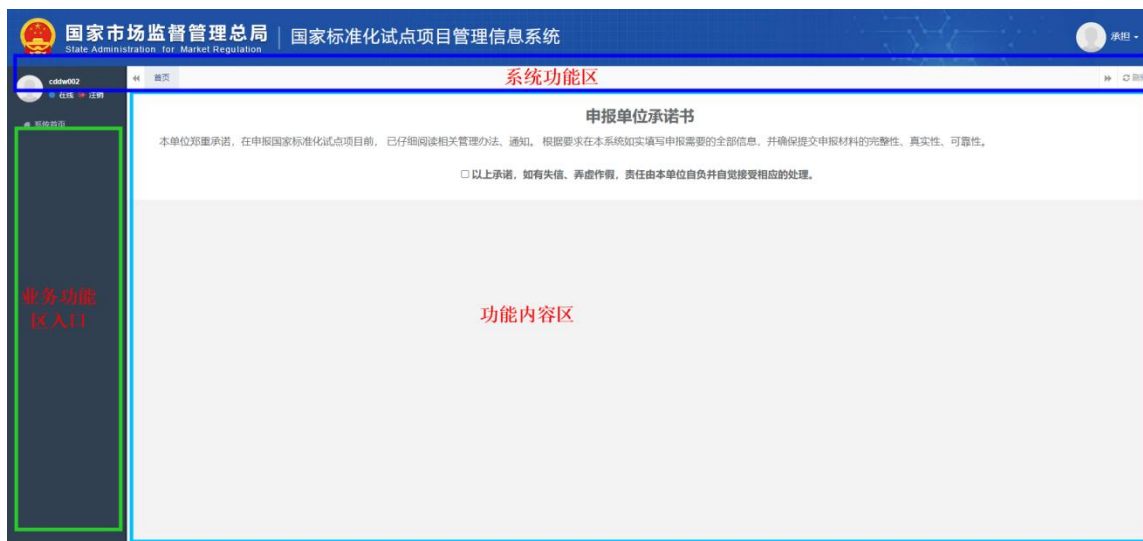 国家市场监督管理总局
State Administration for Market Regulation
国家标准化试点项目管理信息系统
承担
cddw002
在线 注销
首页
系统功能区
系统首页
申报单位承诺书
本单位郑重承诺，在申报国家标准化试点项目前， 已仔细阅读相关管理办法、通知。 根据要求在本系统如实填写申报需要的全部信息，并确保提交申报材料的完整性、真实性、可靠性。
以上承诺，如有失信、弄虚作假，责任由本单位自负并自觉接受相应的处理。
业务功能
区入口
功能内容区